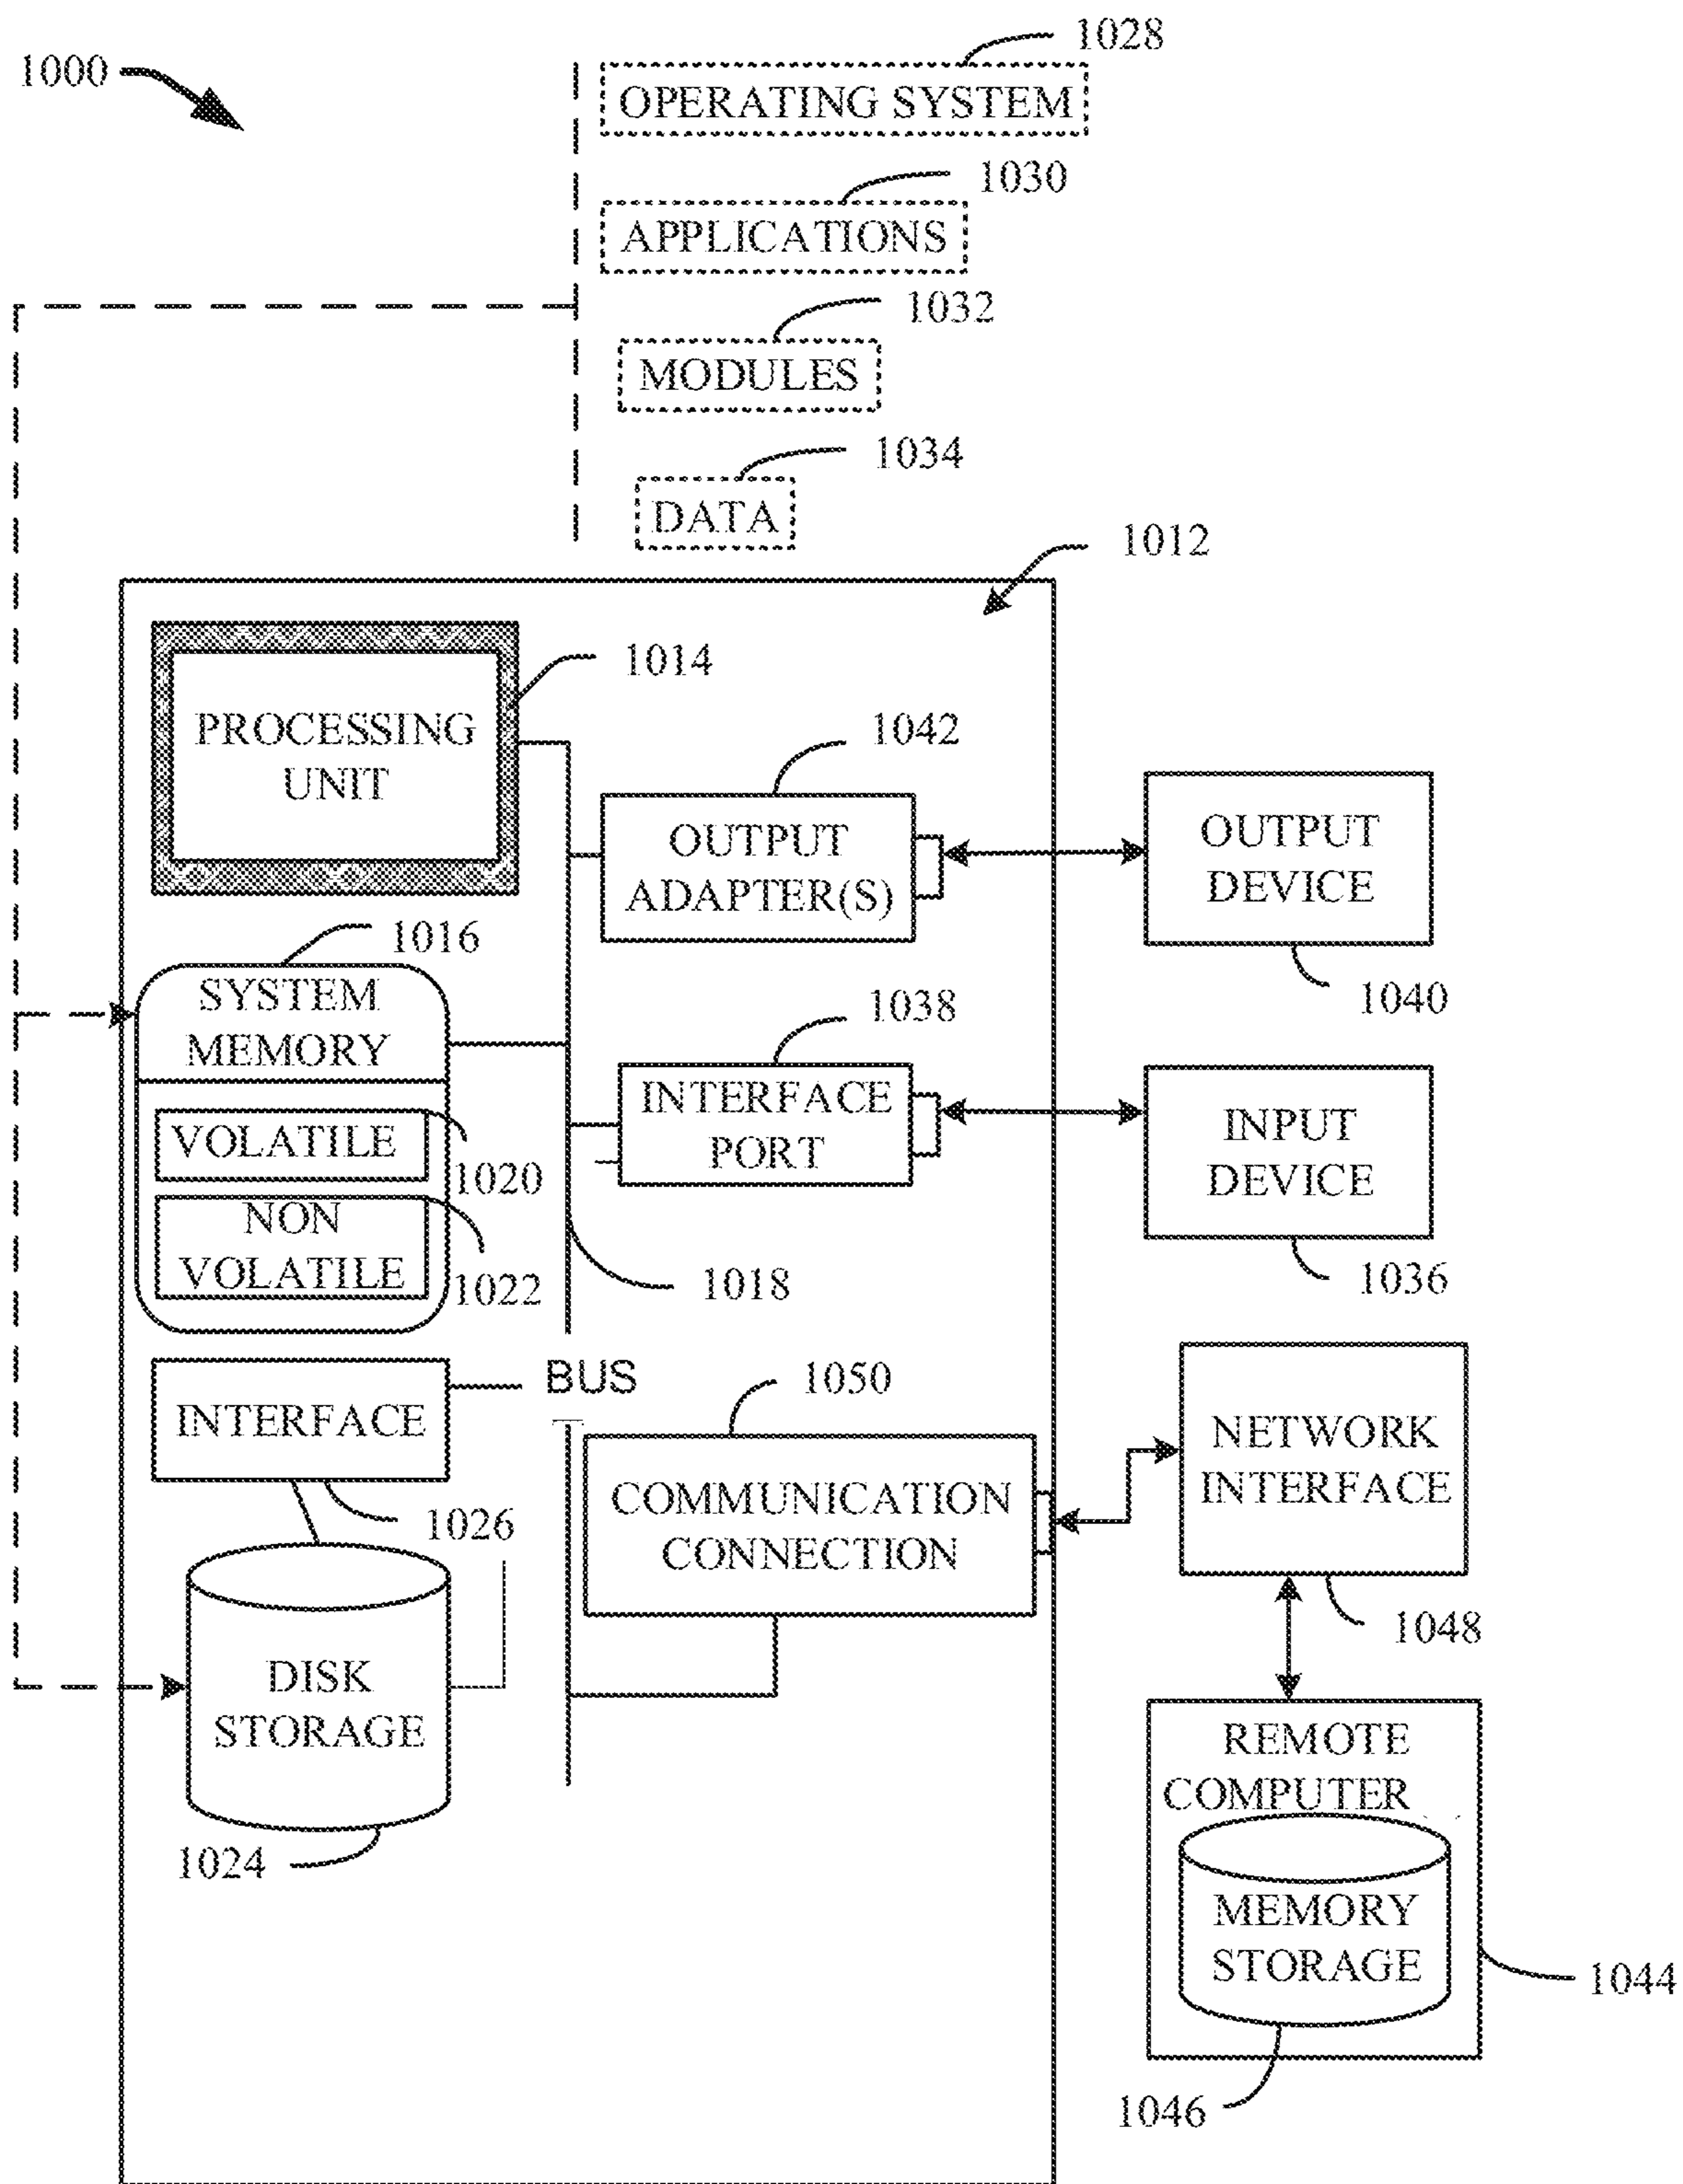 1000
1028
OPERATING SYSTEM
1030
APPLICATIONS
1032
MODULES
1034
DATA
1012
1014
PROCESSING
UNIT
1042
OUTPUT
ADAPTER(S)
OUTPUT
DEVICE
1040
1016
SYSTEM
MEMORY
VOLATILE
1020
NON
VOLATILE
1022
1038
INTERFACE
PORT
INPUT
DEVICE
1036
1018
INTERFACE
1026
BUS
1050
COMMUNICATION
CONNECTION
NETWORK
INTERFACE
1048
DISK
STORAGE
1024
REMOTE
COMPUTER
MEMORY
STORAGE
1044
1046